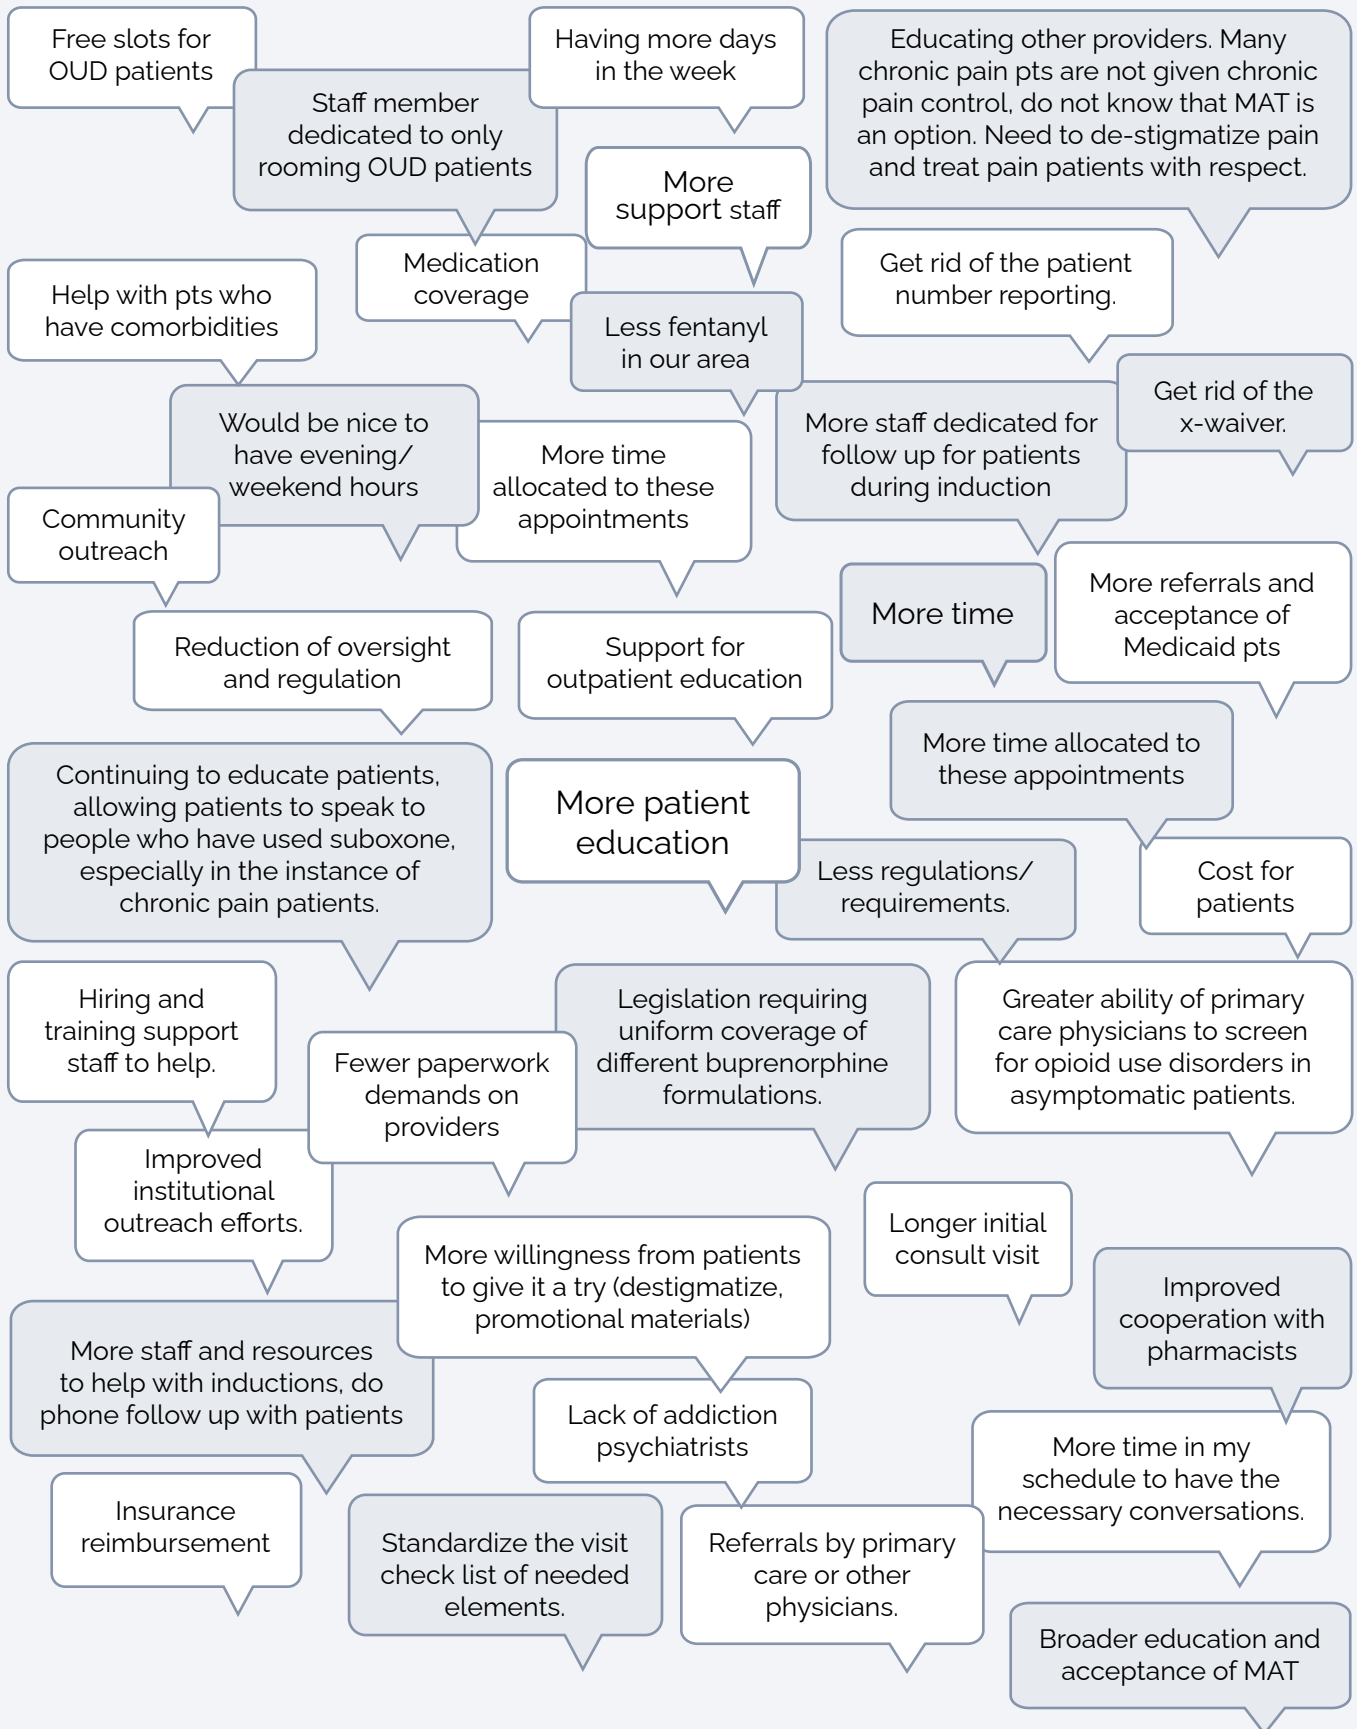 Free slots for
OUD patients
Staff member
dedicated to only
rooming OUD patients
Having more days
in the week
Educating other providers. Many
chronic pain pts are not given chronic
pain control, do not know that MAT is
an option. Need to de-stigmatize pain
and treat pain patients with respect.
More
support staff
Medication
coverage
Get rid of the patient
number reporting.
Help with pts who
have comorbidities
Less fentanyl
in our area
Get rid of the
x-waiver.
Would be nice to
have evening/
weekend hours
More time
allocated to these
appointments
More staff dedicated for
follow up for patients
during induction
Community
outreach
More time
More referrals and
acceptance of
Medicaid pts
Reduction of oversight
and regulation
Support for
outpatient education
More time allocated to
these appointments
Continuing to educate patients,
allowing patients to speak to
people who have used suboxone,
especially in the instance of
chronic pain patients.
More patient
education
Less regulations/
requirements.
Cost for
patients
Hiring and
training support
staff to help.
Fewer paperwork
demands on
providers
Legislation requiring
uniform coverage of
different buprenorphine
formulations.
Greater ability of primary
care physicians to screen
for opioid use disorders in
asymptomatic patients.
Improved
institutional
outreach efforts.
More willingness from patients
to give it a try (destigmatize,
promotional materials)
Longer initial
consult visit
Improved
cooperation with
pharmacists
More staff and resources
to help with inductions, do
phone follow up with patients
Lack of addiction
psychiatrists
More time in my
schedule to have the
necessary conversations.
Insurance
reimbursement
Standardize the visit
check list of needed
elements.
Referrals by primary
care or other
physicians.
Broader education and
acceptance of MAT